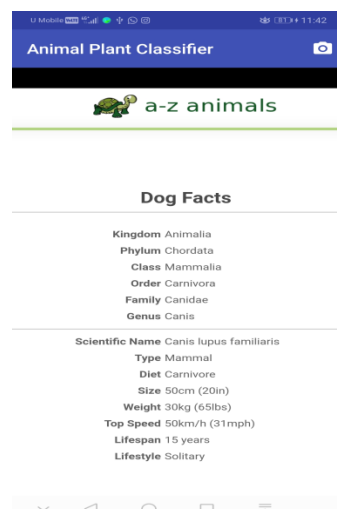 U Mobile
11:42
Animal Plant Classifier
a-z animals
Dog Facts
Kingdom Animalia
Phylum Chordata
Class Mammalia
Order Carnivora
Family Canidae
Genus Canis
Scientific Name Canis lupus familiaris
Type Mammal
Diet Carnivore
Size 50cm (20in)
Weight 30kg (65lbs)
Top Speed 50km/h (31mph)
Lifespan 15 years
Lifestyle Solitary